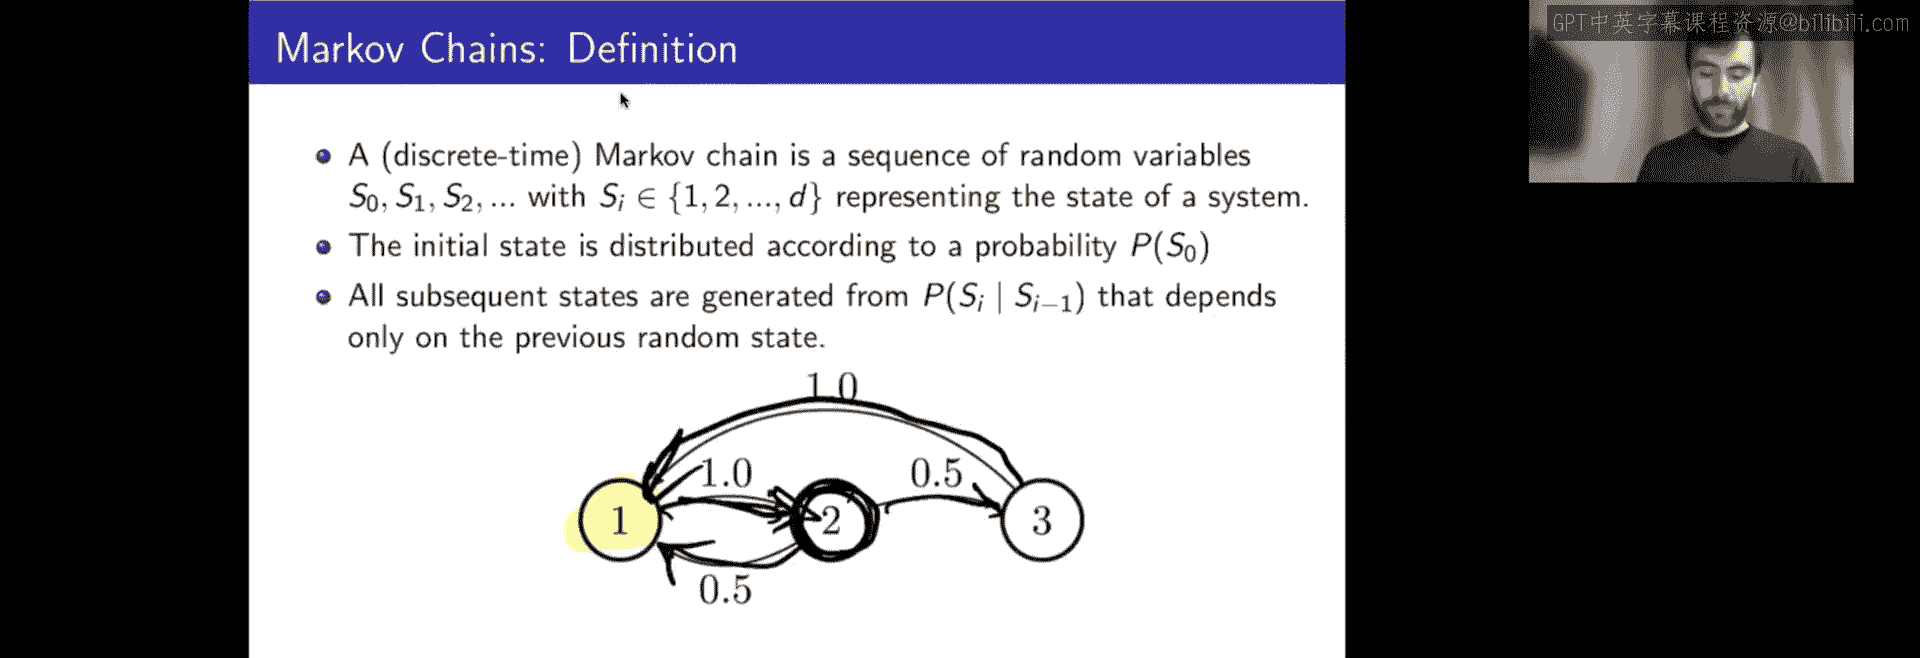 Markov Chains: Definition
GPT中英字幕课程资源@bilibili.com
A (discrete-time) Markov chain is a sequence of random variables
S₀, S₁, S₂, ... with Sᵢ ∈ {1, 2, ..., d} representing the state of a system.
The initial state is distributed according to a probability P(S₀)
All subsequent states are generated from P(Sᵢ | Sᵢ₋₁) that depends
only on the previous random state.
1.0
1.0
0.5
1
2
3
0.5